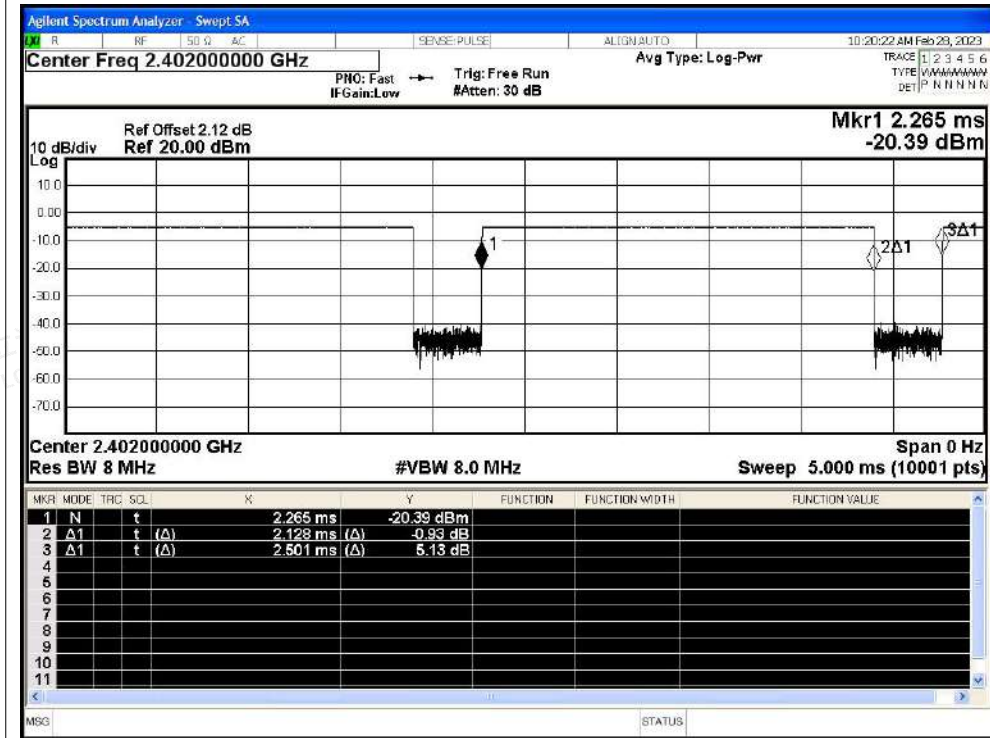 Agilent Spectrum Analyzer - Swept SA
LXI R RF 50 Ω AC SENSE:PULSE ALIGN AUTO 10:20:22 AM Feb 28, 2023
Center Freq 2.402000000 GHz Avg Type: Log-Pwr TRACE 1 2 3 4 5 6
PNO: Fast Trig: Free Run TYPE
IFGain:Low #Atten: 30 dB DET P N N N N N
Mkr1 2.265 ms
Ref Offset 2.12 dB
10 dB/div Ref 20.00 dBm -20.39 dBm
Log
10.0
0.00
-10.0
1 2Δ1 3Δ1
-20.0
-30.0
-40.0
-50.0
-60.0
-70.0
Center 2.402000000 GHz Span 0 Hz
Res BW 8 MHz #VBW 8.0 MHz Sweep 5.000 ms (10001 pts)
MKR MODE TRC SCL X Y FUNCTION FUNCTION WIDTH FUNCTION VALUE
1 N t 2.265 ms -20.39 dBm
2 Δ1 t (Δ) 2.128 ms (Δ) -0.93 dB
3 Δ1 t (Δ) 2.501 ms (Δ) 5.13 dB
4
5
6
7
8
9
10
11
MSG STATUS